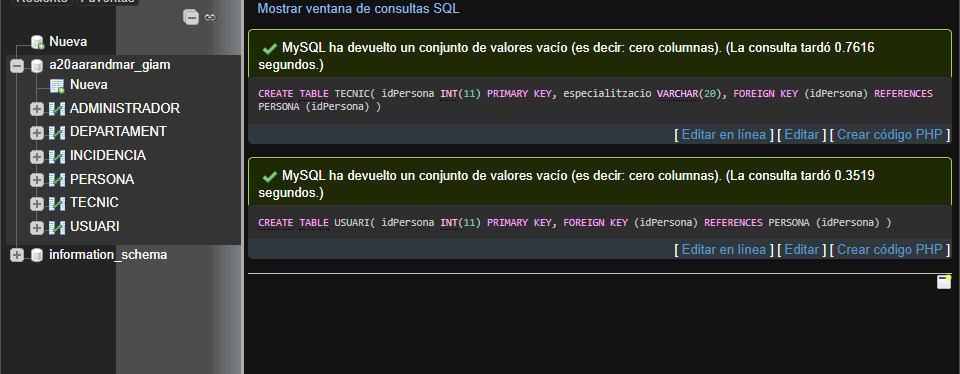 Reciente Favoritas
Nueva
a20aarandmar_giam
Nueva
ADMINISTRADOR
DEPARTAMENT
INCIDENCIA
PERSONA
TECNIC
USUARI
information_schema
Mostrar ventana de consultas SQL
MySQL ha devuelto un conjunto de valores vacío (es decir: cero columnas). (La consulta tardó 0.7616
segundos.)
CREATE TABLE TECNIC( idPersona INT(11) PRIMARY KEY, especialitzacio VARCHAR(20), FOREIGN KEY (idPersona) REFERENCES
PERSONA (idPersona) )
[ Editar en línea ] [ Editar ] [ Crear código PHP ]
MySQL ha devuelto un conjunto de valores vacío (es decir: cero columnas). (La consulta tardó 0.3519
segundos.)
CREATE TABLE USUARI( idPersona INT(11) PRIMARY KEY, FOREIGN KEY (idPersona) REFERENCES PERSONA (idPersona) )
[ Editar en línea ] [ Editar ] [ Crear código PHP ]